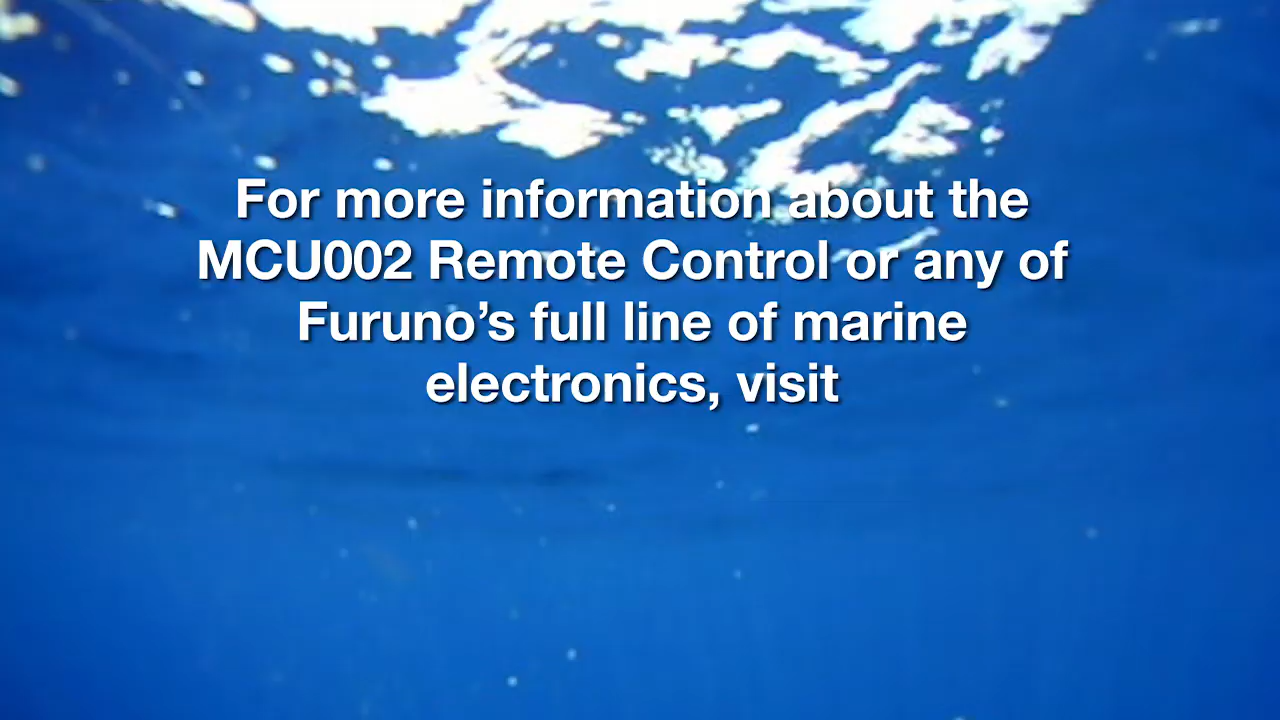 For more information about the
MCU002 Remote Control or any of
Furuno’s full line of marine
electronics, visit